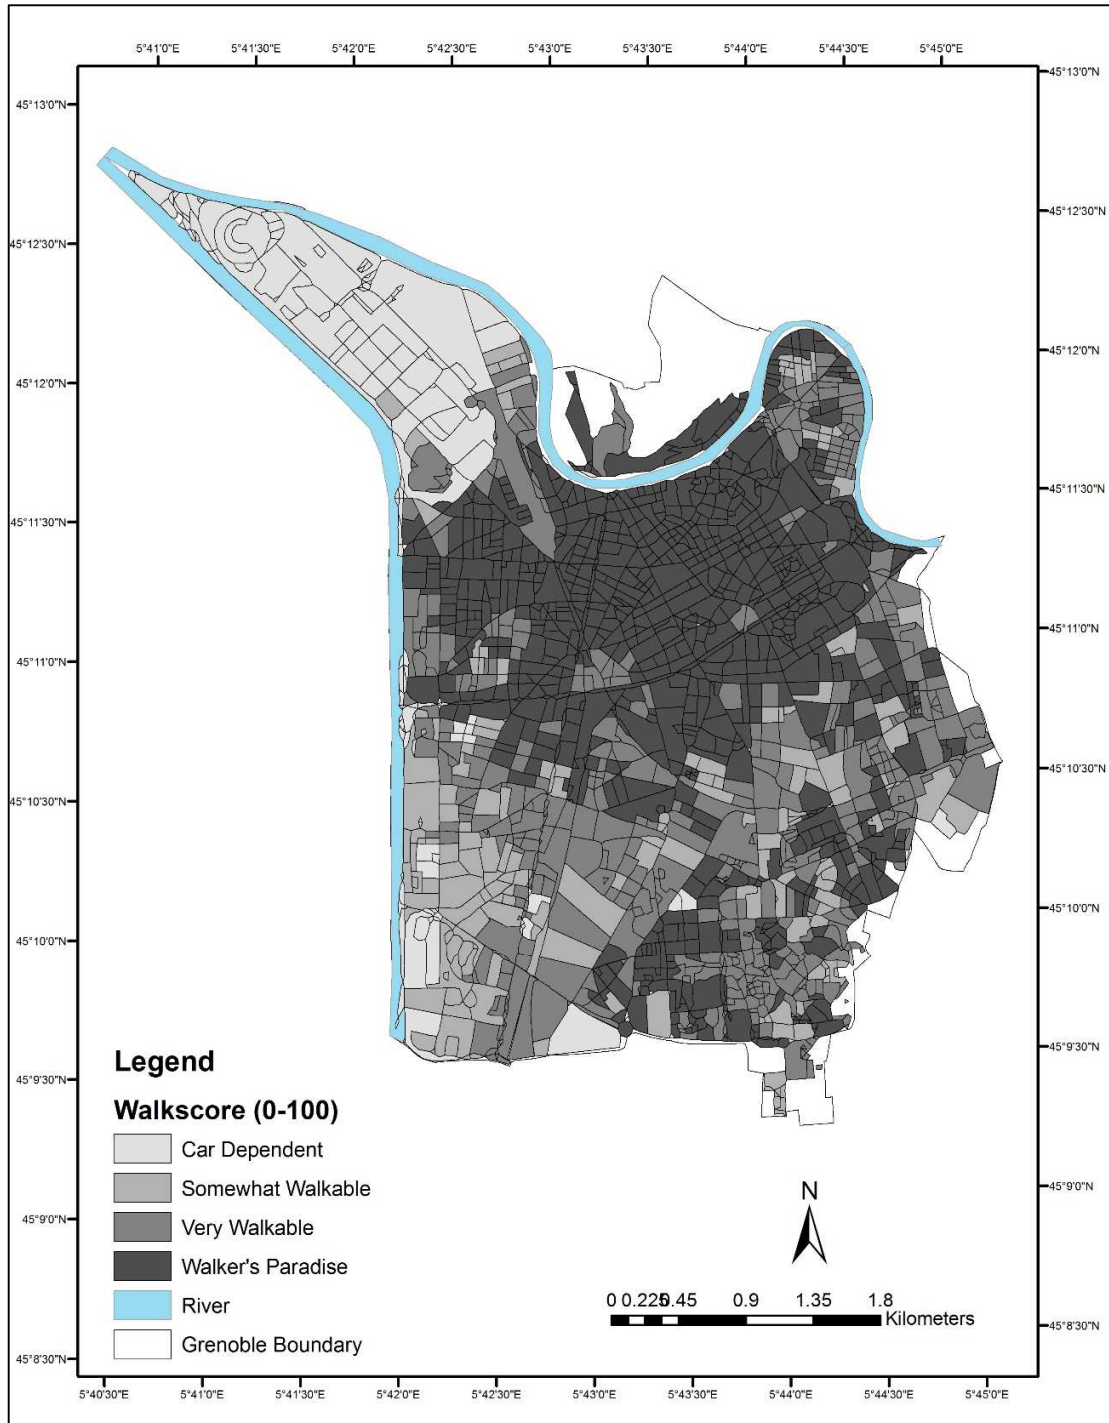 5°41'0"E 5°41'30"E 5°42'0"E 5°42'30"E 5°43'0"E 5°43'30"E 5°44'0"E 5°44'30"E 5°45'0"E
45°13'0"N
45°13'0"N
45°12'30"N
45°12'30"N
45°12'0"N
45°12'0"N
45°11'30"N
45°11'30"N
45°11'0"N
45°11'0"N
45°10'30"N
45°10'30"N
45°10'0"N
45°10'0"N
45°9'30"N
45°9'30"N
45°9'0"N
45°9'0"N
45°8'30"N
45°8'30"N
Legend
Walkscore (0-100)
Car Dependent
Somewhat Walkable
Very Walkable
Walker's Paradise
River
Grenoble Boundary
N
0 0.225 0.45 0.9 1.35 1.8
Kilometers
5°40'30"E 5°41'0"E 5°41'30"E 5°42'0"E 5°42'30"E 5°43'0"E 5°43'30"E 5°44'0"E 5°44'30"E 5°45'0"E